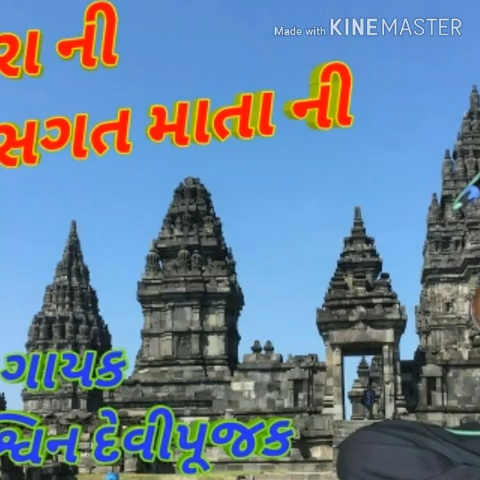 Made with KINEMASTER
રા ની
સગત માતા ની
ગાયક
શ્વિન દેવીપૂજક